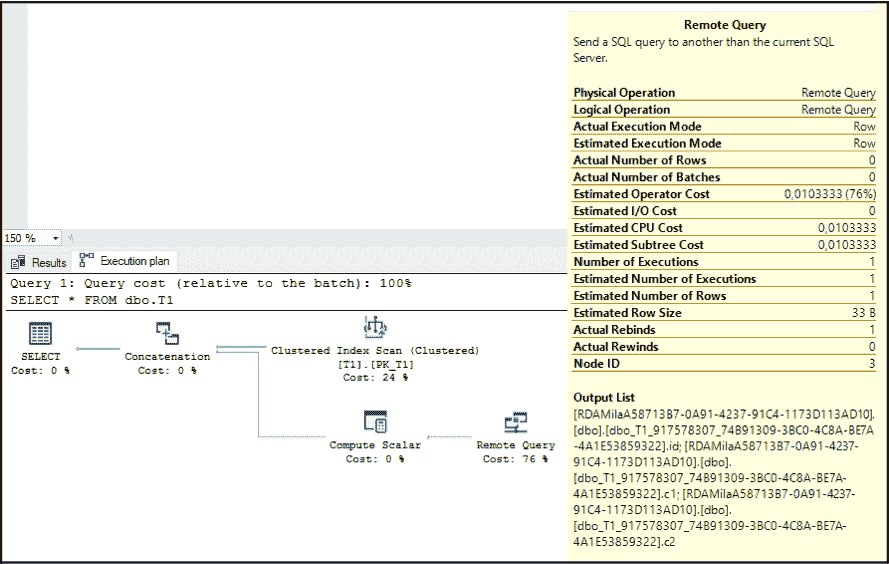 150 %
Results
Execution plan
Query 1: Query cost (relative to the batch): 100%
SELECT * FROM dbo.T1
SELECT
Cost: 0 %
Concatenation
Cost: 0 %
Clustered Index Scan (Clustered)
[T1].[PK_T1]
Cost: 24 %
Compute Scalar
Cost: 0 %
Remote Query
Cost: 76 %
Remote Query
Send a SQL query to another than the current SQL
Server.
Physical Operation Remote Query
Logical Operation Remote Query
Actual Execution Mode Row
Estimated Execution Mode Row
Actual Number of Rows 0
Actual Number of Batches 0
Estimated Operator Cost 0,0103333 (76%)
Estimated I/O Cost 0
Estimated CPU Cost 0,0103333
Estimated Subtree Cost 0,0103333
Number of Executions 1
Estimated Number of Executions 1
Estimated Number of Rows 1
Estimated Row Size 33 B
Actual Rebinds 1
Actual Rewinds 0
Node ID 3
Output List
[RDAMilaA58713B7-0A91-4237-91C4-1173D113AD10].
[dbo].[dbo_T1_917578307_74B91309-3BC0-4C8A-BE7A
-4A1E53859322].id; [RDAMilaA58713B7-0A91-4237-
91C4-1173D113AD10].[dbo].
[dbo_T1_917578307_74B91309-3BC0-4C8A-BE7A-
4A1E53859322].c1; [RDAMilaA58713B7-0A91-4237-
91C4-1173D113AD10].[dbo].
[dbo_T1_917578307_74B91309-3BC0-4C8A-BE7A-
4A1E53859322].c2